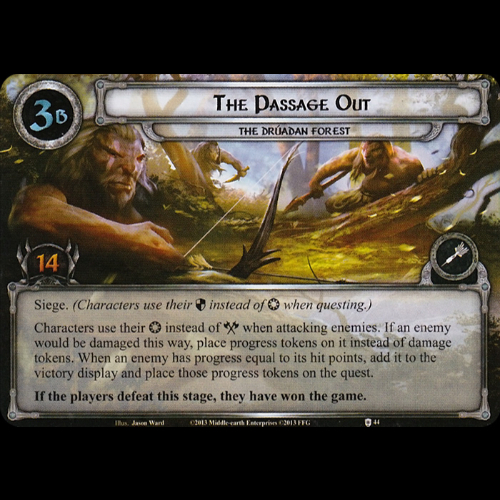 3B
THE PASSAGE OUT
THE DRÚADAN FOREST
14
Siege. (Characters use their instead of when questing.)
Characters use their instead of when attacking enemies. If an enemy
would be damaged this way, place progress tokens on it instead of damage
tokens. When an enemy has progress equal to its hit points, add it to the
victory display and place those progress tokens on the quest.
If the players defeat this stage, they have won the game.
Illus. Jason Ward ©2013 Middle-earth Enterprises ©2013 FFG 44